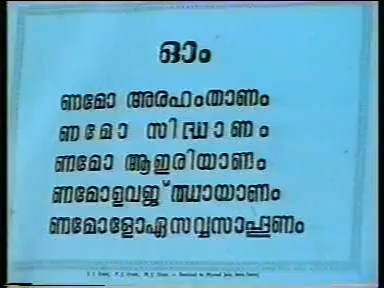 ഓം
ണമോ അരഹംതാണം
ണമോ സിദ്ധാണം
ണമോ ആഇരിയാണം
ണമോഉവജ്ഝായാണം
ണമോളോഏസവ്വസാഹൂണം